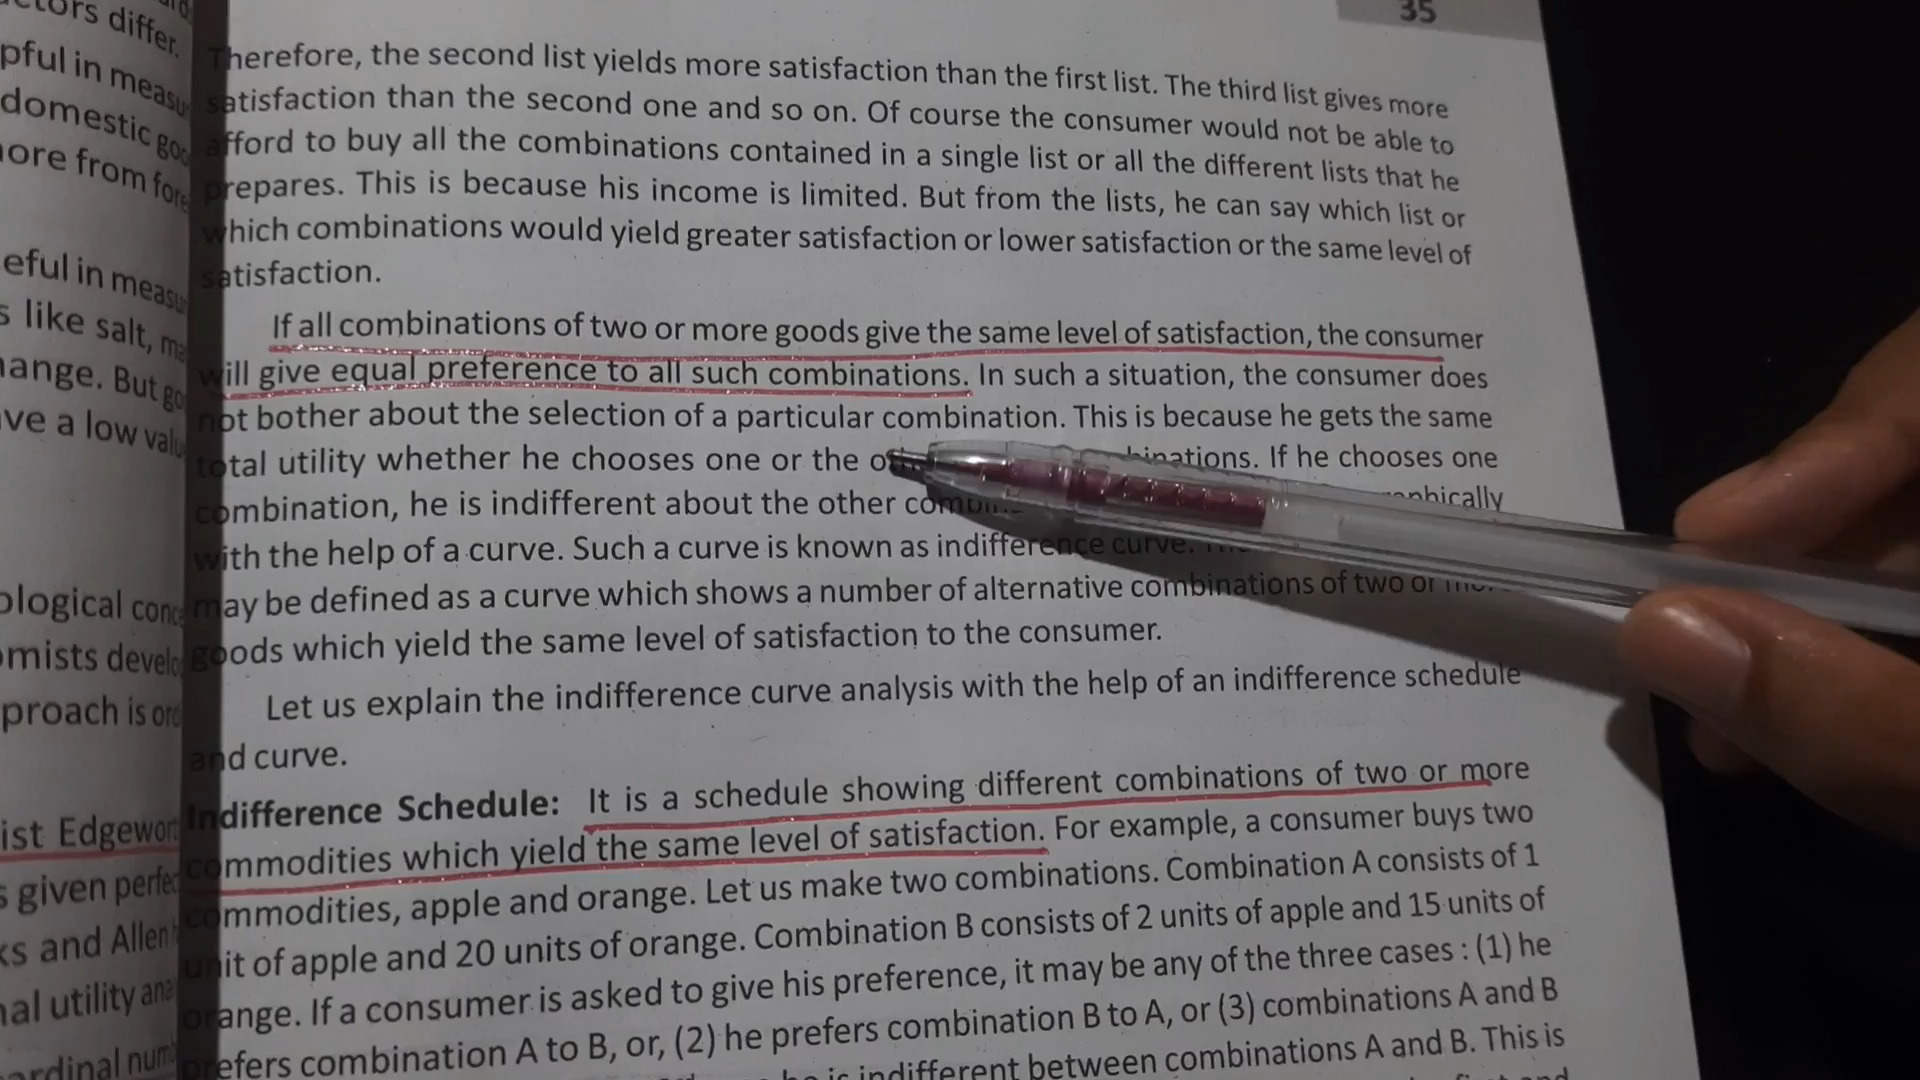 ctors differ.
pful in measu
domestic goo
ore from fore
eful in measu
s like salt, ma
ange. But go
ve a low valu
ological conc
omists develo
proach is ord
ist Edgewort
s given perfec
ks and Allen
nal utility ana
ordinal numb
35
Therefore, the second list yields more satisfaction than the first list. The third list gives more
satisfaction than the second one and so on. Of course the consumer would not be able to
afford to buy all the combinations contained in a single list or all the different lists that he
prepares. This is because his income is limited. But from the lists, he can say which list or
which combinations would yield greater satisfaction or lower satisfaction or the same level of
satisfaction.
If all combinations of two or more goods give the same level of satisfaction, the consumer
will give equal preference to all such combinations. In such a situation, the consumer does
not bother about the selection of a particular combination. This is because he gets the same
total utility whether he chooses one or the binations. If he chooses one
combination, he is indifferent about the other phically
with the help of a curve. Such a curve is known as indifference curve.
may be defined as a curve which shows a number of alternative combinations of two or
goods which yield the same level of satisfaction to the consumer.
Let us explain the indifference curve analysis with the help of an indifference schedule
and curve.
Indifference Schedule: It is a schedule showing different combinations of two or more
commodities which yield the same level of satisfaction. For example, a consumer buys two
commodities, apple and orange. Let us make two combinations. Combination A consists of 1
unit of apple and 20 units of orange. Combination B consists of 2 units of apple and 15 units of
orange. If a consumer is asked to give his preference, it may be any of the three cases : (1) he
prefers combination A to B, or, (2) he prefers combination B to A, or (3) combinations A and B
he is indifferent between combinations A and B. This is